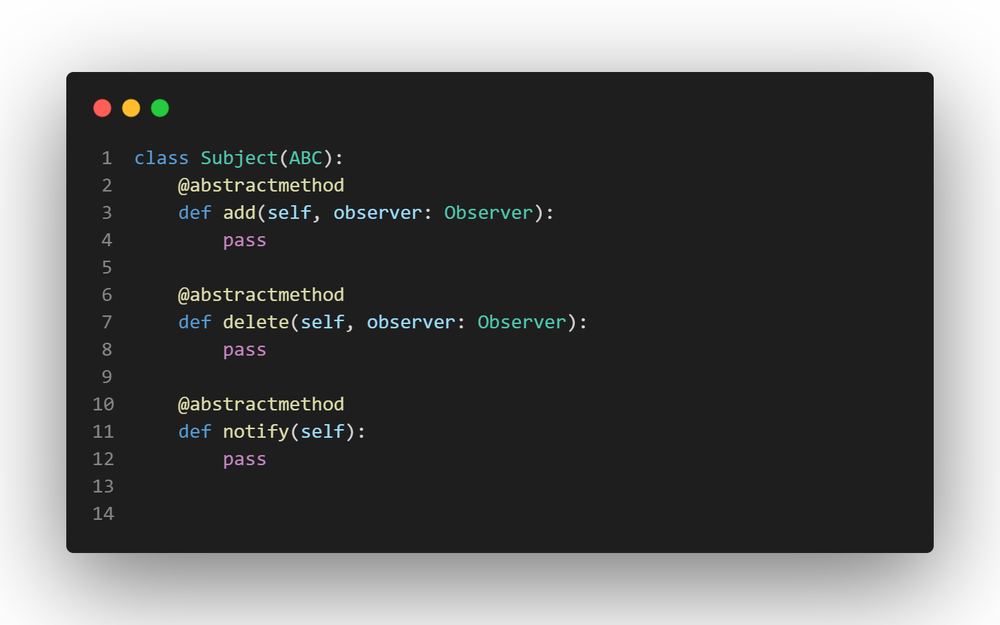 1 class Subject(ABC):
2     @abstractmethod
3     def add(self, observer: Observer):
4         pass
5
6     @abstractmethod
7     def delete(self, observer: Observer):
8         pass
9
10     @abstractmethod
11     def notify(self):
12         pass
13
14